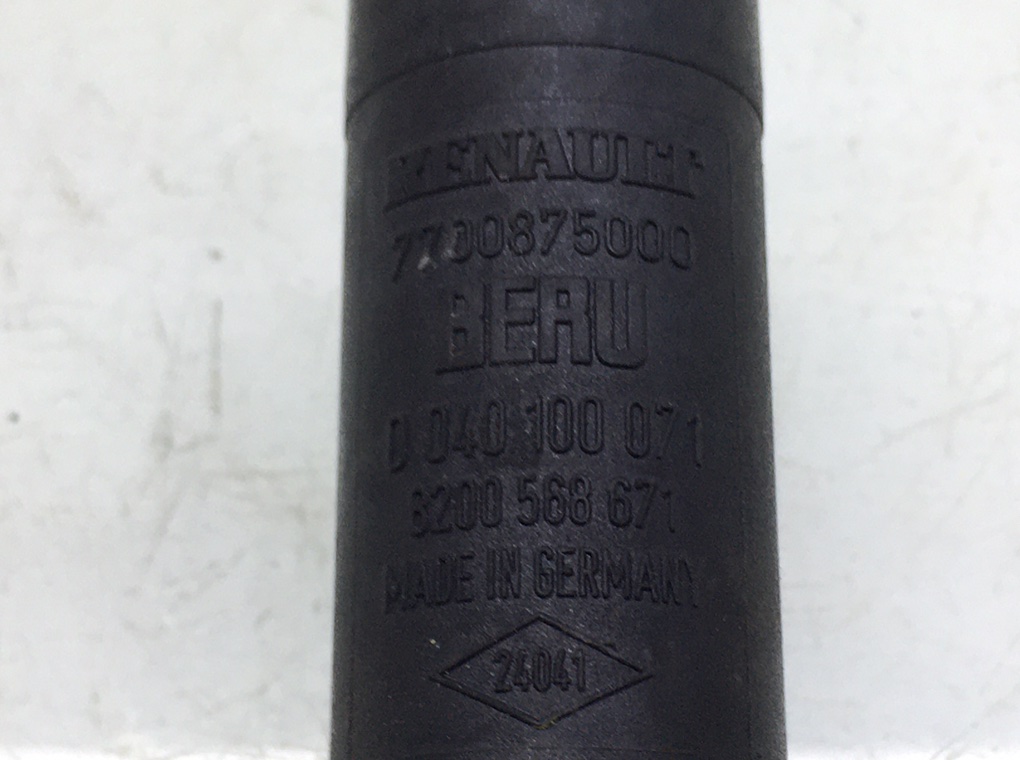 RENAULT
7700875000
BERU
0 040 100 071
8200 568 671
MADE IN GERMANY
24041